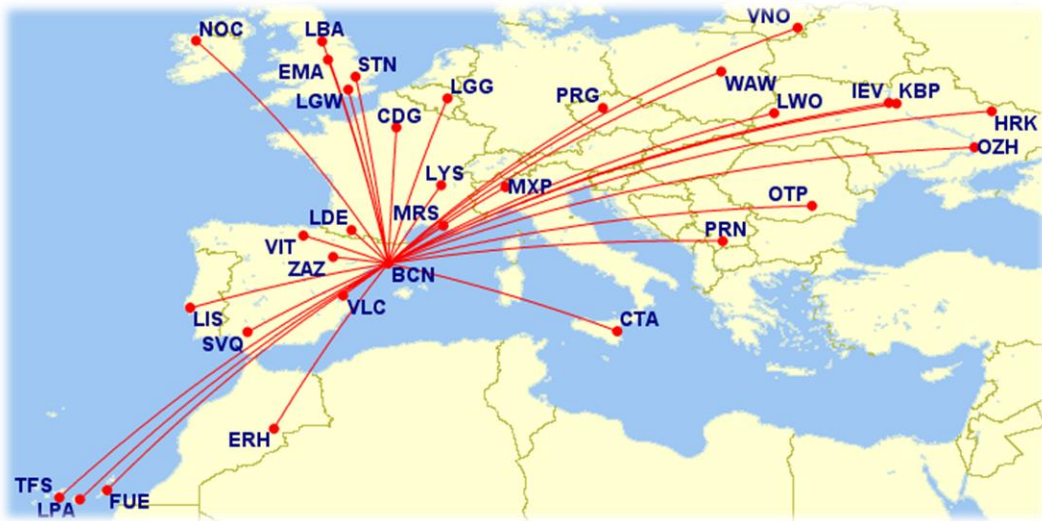 VNO
NOC
LBA
EMA
STN
LGW
LGG
WAW
PRG
LWO
IEV
KBP
HRK
CDG
OZH
LYS
MXP
OTP
LDE
MRS
VIT
PRN
ZAZ
BCN
VLC
LIS
CTA
SVQ
ERH
TFS
LPA
FUE